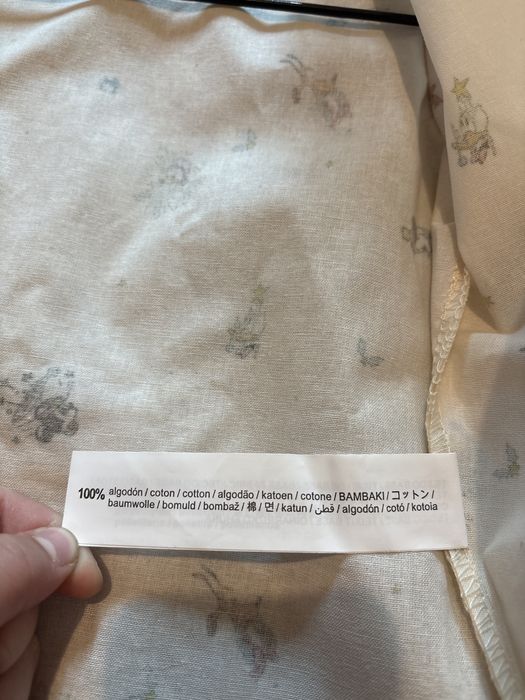 100% algodón / coton / cotton / algodão / katoen / cotone / BAMBAKI / コットン /
baumwolle / bomuld / bombaž / 棉 / 면 / katun / قطن / algodón / cotó / kotoia